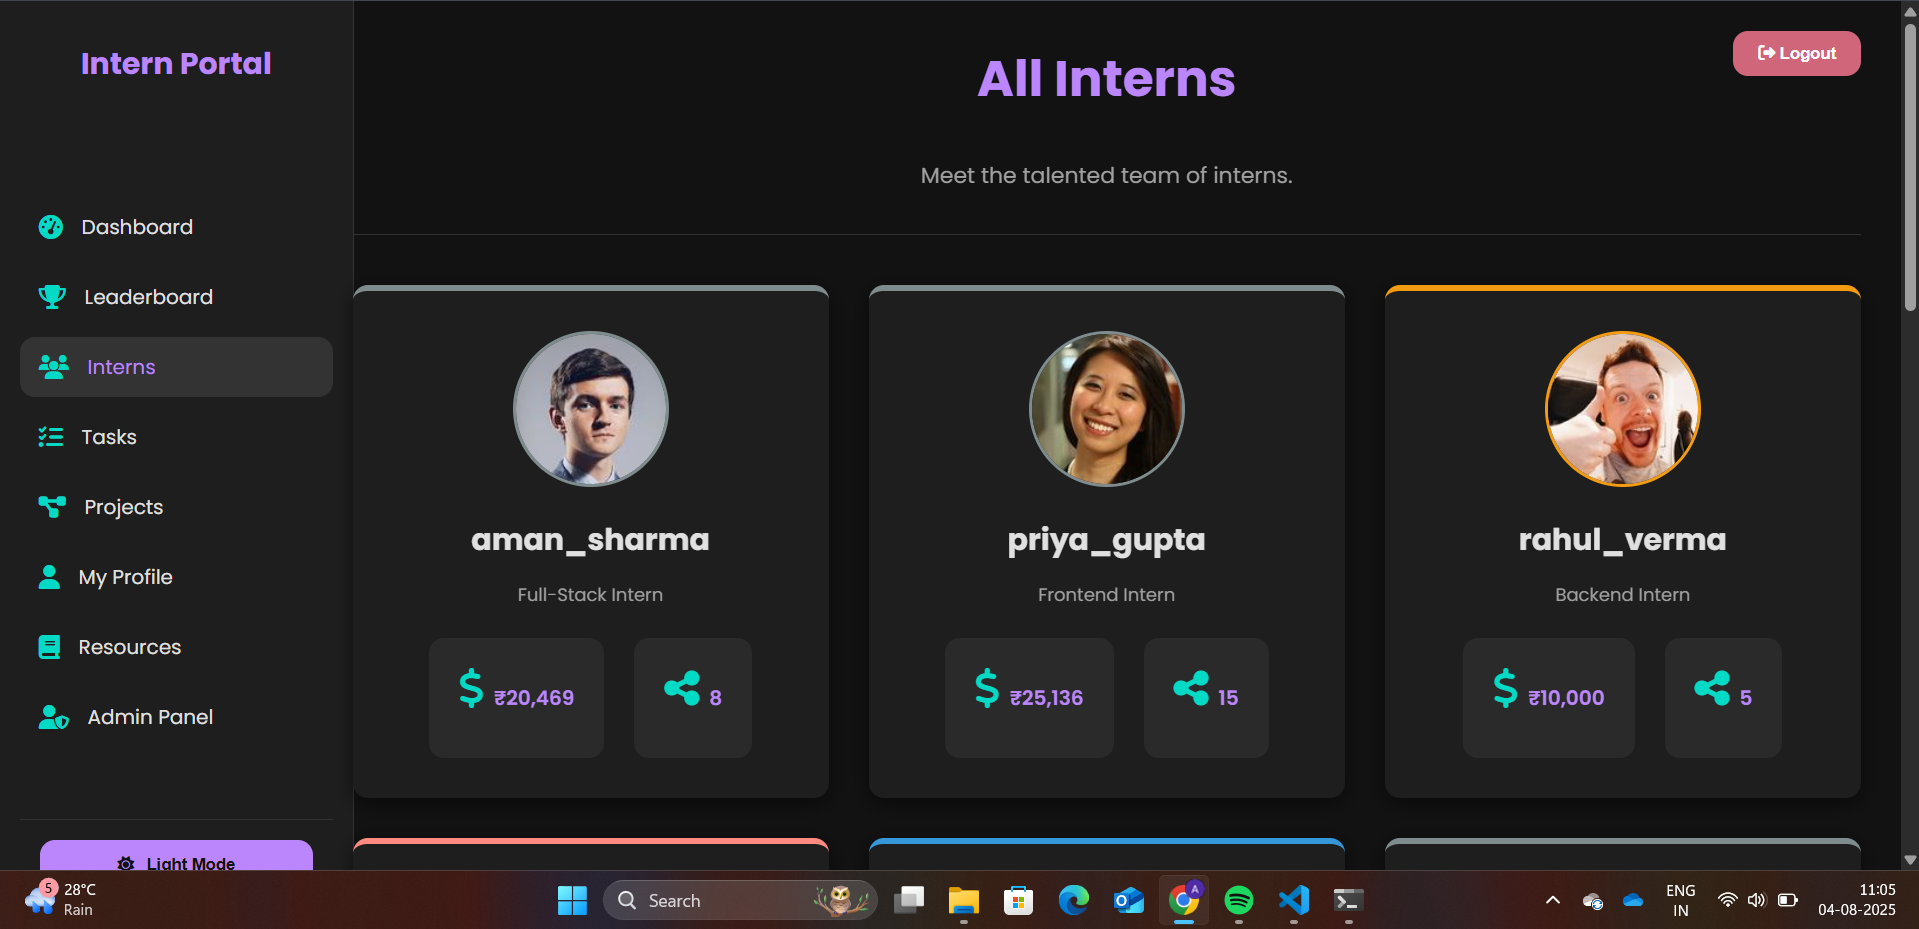 Intern Portal
Dashboard
Leaderboard
Interns
Tasks
Projects
My Profile
Resources
Admin Panel
Light Mode
Logout
All Interns
Meet the talented team of interns.
aman_sharma
Full-Stack Intern
$ ₹20,469
8
priya_gupta
Frontend Intern
$ ₹25,136
15
rahul_verma
Backend Intern
$ ₹10,000
5
5
28°C
Rain
Search
A
ENG
IN
11:05
04-08-2025